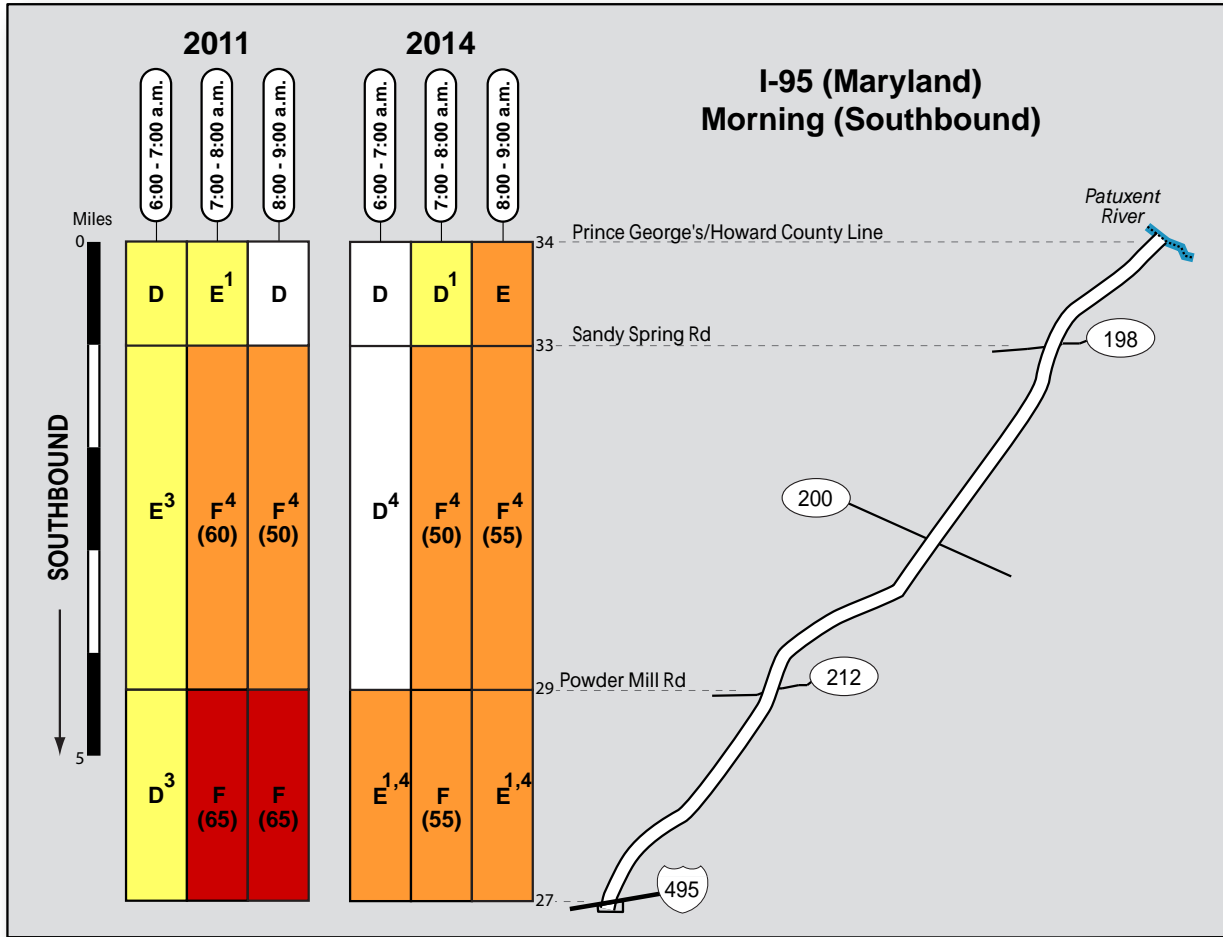 2011
2014
6:00 - 7:00 a.m.
7:00 - 8:00 a.m.
8:00 - 9:00 a.m.
6:00 - 7:00 a.m.
7:00 - 8:00 a.m.
8:00 - 9:00 a.m.
I-95 (Maryland)
Morning (Southbound)
Patuxent
River
Miles
0
34
Prince George's/Howard County Line
D
E1
D
D
D1
E
33
Sandy Spring Rd
198
SOUTHBOUND
200
E3
F4
(60)
F4
(50)
D4
F4
(50)
F4
(55)
29
Powder Mill Rd
212
5
D3
F
(65)
F
(65)
E1,4
F
(55)
E1,4
27
495